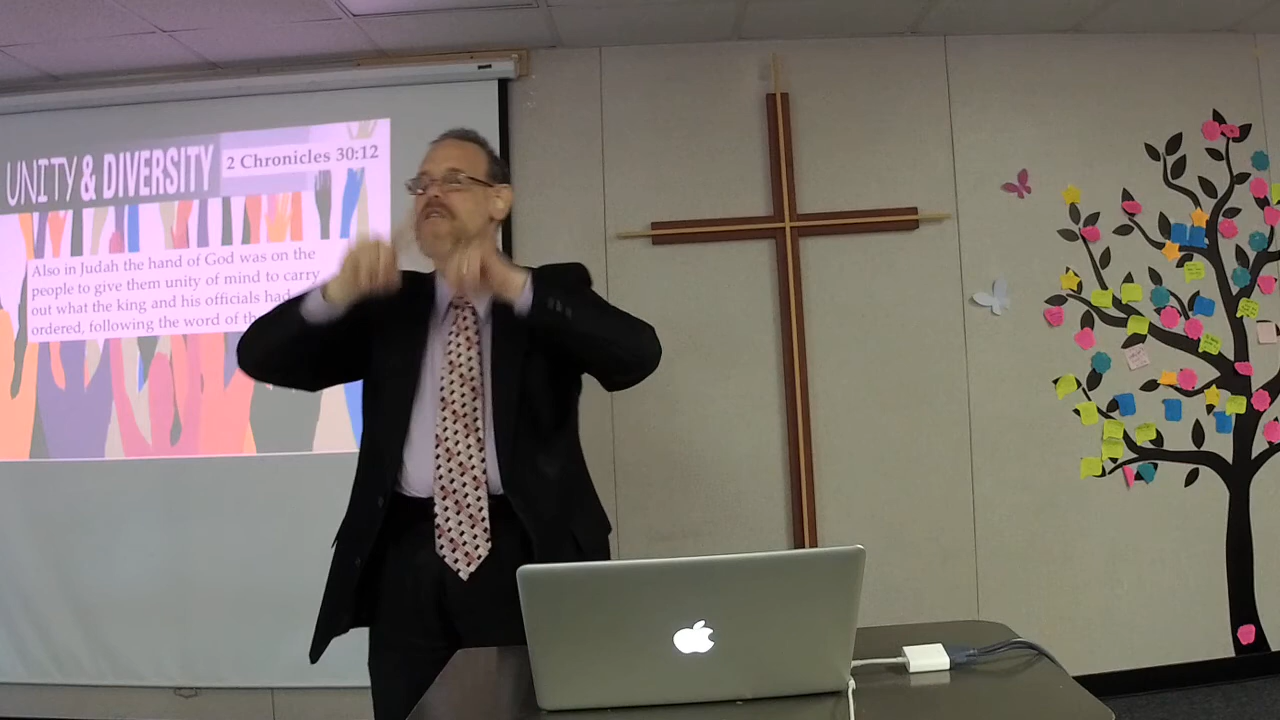 UNITY & DIVERSITY
2 Chronicles 30:12
Also in Judah the hand of God was on the
people to give them unity of mind to carry
out what the king and his officials had
ordered, following the word of